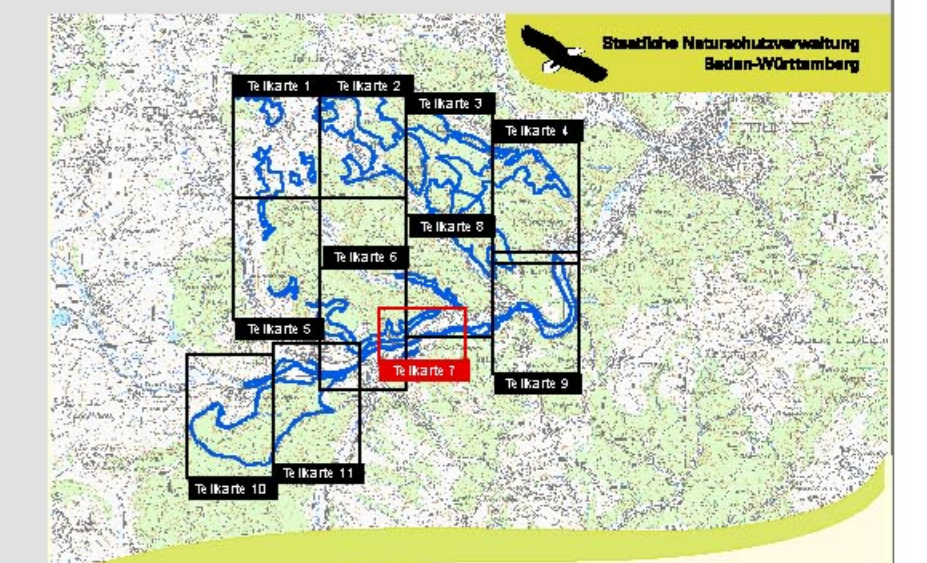 Staatliche Naturschutzverwaltung
Baden-Württemberg
Teilkarte 1
Teilkarte 2
Teilkarte 3
Teilkarte 4
Teilkarte 8
Teilkarte 6
Teilkarte 5
Teilkarte 7
Teilkarte 9
Teilkarte 11
Teilkarte 10